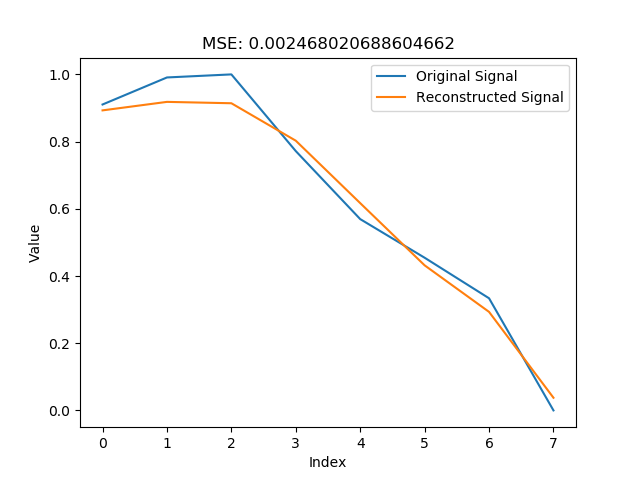 MSE: 0.002468020688604662
Original Signal
Reconstructed Signal
1.0
0.8
0.6
0.4
0.2
0.0
Value
0 1 2 3 4 5 6 7
Index